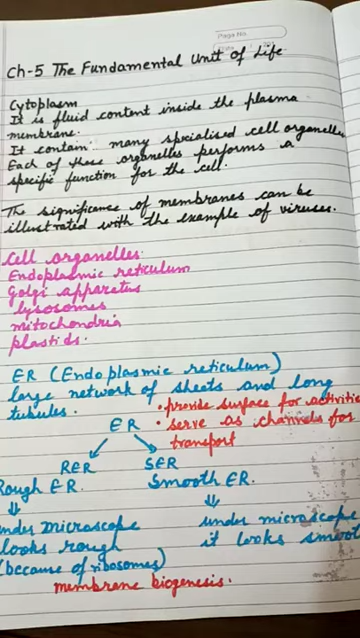 Page No.
Date
Ch-5 The Fundamental Unit of Life
Cytoplasm
It is fluid content inside the plasma
membrane.
It contain many specialised cell organelles
Each of these organelles performs a
specific function for the cell.
The significance of membranes can be
illustrated with the example of viruses.
Cell organelles:
Endoplasmic reticulum
Golgi apparatus
lysosomes
mitochondria
plastids.
ER (Endoplasmic reticulum)
large network of sheets and long
tubules.
• provide surface for activitie
ER • serve as channels for
transport
RER SER
Rough ER. Smooth ER.
under microscope under microscope
looks rough it looks smoot
(because of ribosomes)
membrane biogenesis.